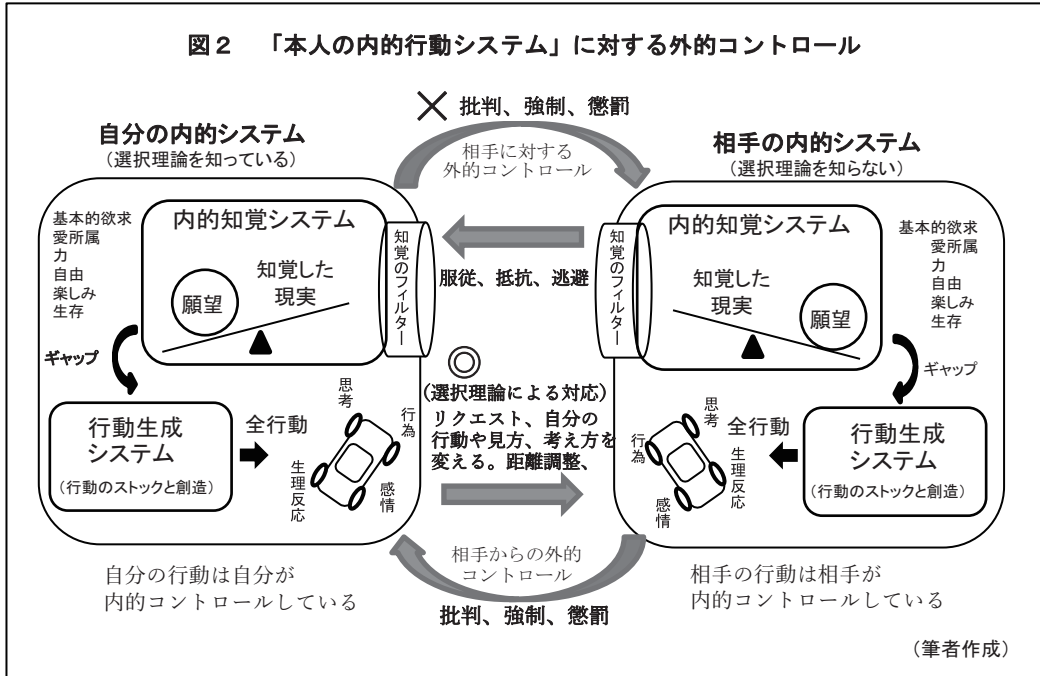 図2 「本人の内的行動システム」に対する外的コントロール
批判、強制、懲罰
自分の内的システム
(選択理論を知っている)
相手に対する
外的コントロール
相手の内的システム
(選択理論を知らない)
基本的欲求
愛所属
力
自由
楽しみ
生存
内的知覚システム
知覚した
現実
願望
知覚のフィルター
服従、抵抗、逃避
知覚のフィルター
内的知覚システム
知覚した
現実
願望
基本的欲求
愛所属
力
自由
楽しみ
生存
ギャップ
行動生成
システム
(行動のストックと創造)
全行動
思考
行為
生理反応
感情
◎
(選択理論による対応)
リクエスト、自分の
行動や見方、考え方を
変える。距離調整、
思考
行為
生理反応
感情
全行動
ギャップ
行動生成
システム
(行動のストックと創造)
自分の行動は自分が
内的コントロールしている
相手からの外的
コントロール
批判、強制、懲罰
相手の行動は相手が
内的コントロールしている
(筆者作成)